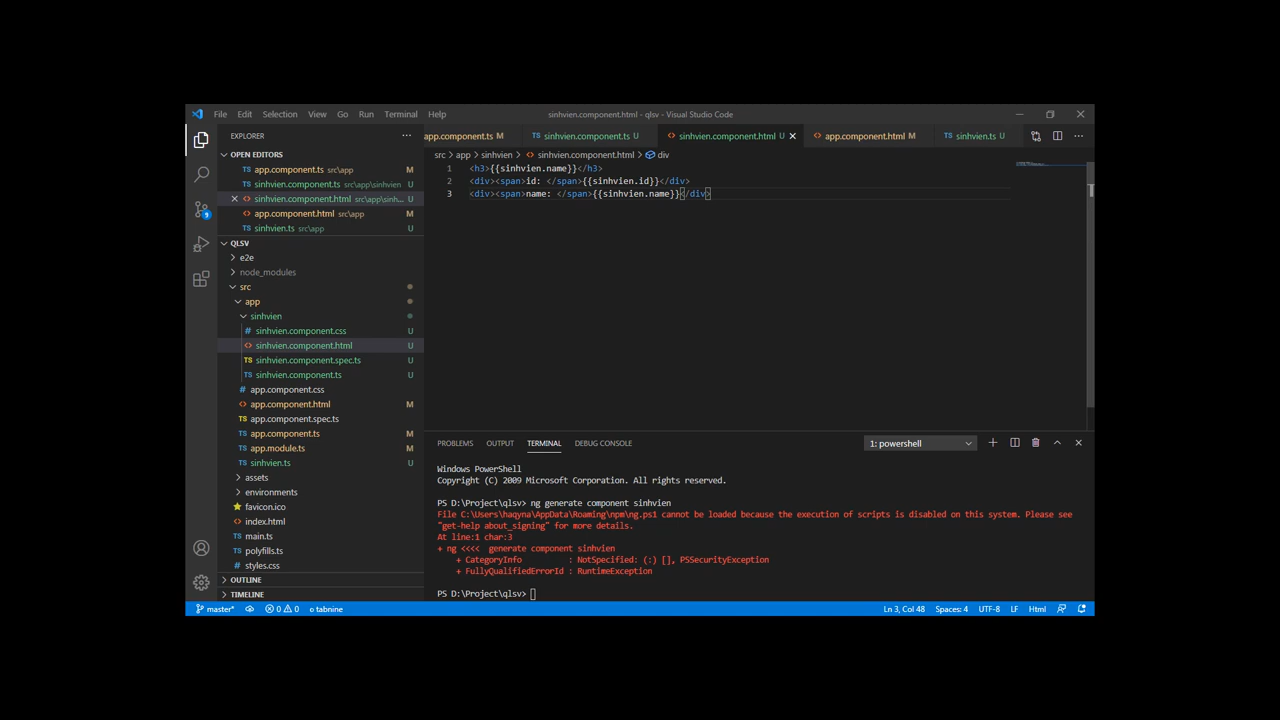 File Edit Selection View Go Run Terminal Help sinhvien.component.html - qlsv - Visual Studio Code
EXPLORER
app.component.ts M sinhvien.component.ts U sinhvien.component.html U app.component.html M sinhvien.ts U
OPEN EDITORS
src > app > sinhvien > sinhvien.component.html > div
app.component.ts src\app M
sinhvien.component.ts src\app\sinhvien U
sinhvien.component.html src\app\sinh... U
app.component.html src\app M
sinhvien.ts src\app U
1 <h3>{{sinhvien.name}}</h3>
2 <div><span>id: </span>{{sinhvien.id}}</div>
3 <div><span>name: </span>{{sinhvien.name}}</div>
9
QLSV
e2e
node_modules
src
app
sinhvien
sinhvien.component.css U
sinhvien.component.html U
TS sinhvien.component.spec.ts U
TS sinhvien.component.ts U
app.component.css
app.component.html M
TS app.component.spec.ts
TS app.component.ts M
TS app.module.ts M
TS sinhvien.ts U
assets
environments
favicon.ico
index.html
TS main.ts
TS polyfills.ts
styles.css
OUTLINE
TIMELINE
PROBLEMS OUTPUT TERMINAL DEBUG CONSOLE 1: powershell
Windows PowerShell
Copyright (C) 2009 Microsoft Corporation. All rights reserved.
PS D:\Project\qlsv> ng generate component sinhvien
File C:\Users\haqyna\AppData\Roaming\npm\ng.ps1 cannot be loaded because the execution of scripts is disabled on this system. Please see
"get-help about_signing" for more details.
At line:1 char:3
+ ng <<<<  generate component sinhvien
+ CategoryInfo : NotSpecified: (:) [], PSSecurityException
+ FullyQualifiedErrorId : RuntimeException
PS D:\Project\qlsv>
master* 0 0 tabnine Ln 3, Col 48 Spaces: 4 UTF-8 LF Html